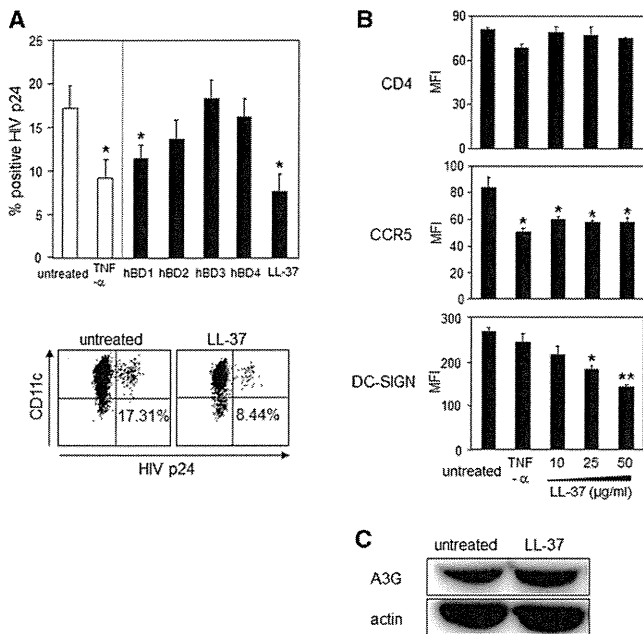 A
% positive HIV p24
25
20
15
10
5
0
*
*
*
untreated TNF -α hBD1 hBD2 hBD3 hBD4 LL-37
untreated LL-37
CD11c
17.31% 8.44%
HIV p24
B
CD4
MFI
90
60
30
0
CCR5
MFI
100
80
60
40
20
0
* * * *
DC-SIGN
MFI
300
200
100
0
* **
untreated TNF -α 10 25 50
LL-37 (µg/ml)
C
untreated LL-37
A3G
actin